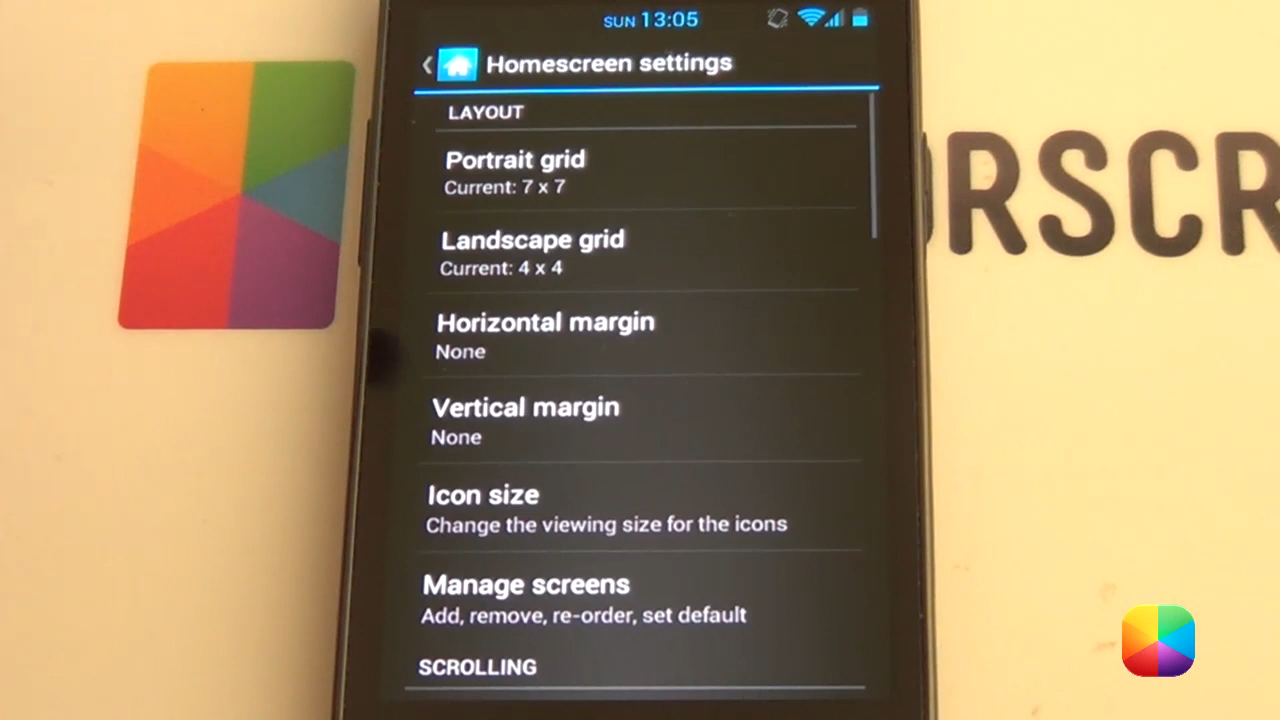 SUN 13:05
Homescreen settings
LAYOUT
Portrait grid
Current: 7 x 7
Landscape grid
Current: 4 x 4
Horizontal margin
None
Vertical margin
None
Icon size
Change the viewing size for the icons
Manage screens
Add, remove, re-order, set default
SCROLLING
RSCR